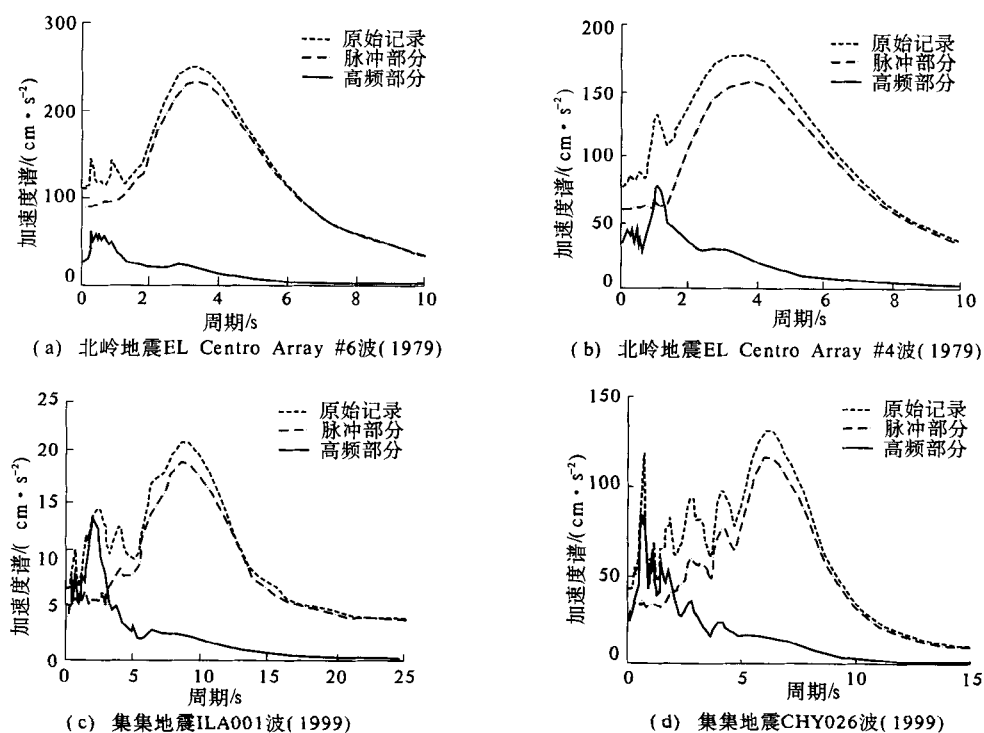 300
200
100
0
加速度谱/(cm·s⁻²)
原始记录
脉冲部分
高频部分
0 2 4 6 8 10
周期/s
(a) 北岭地震EL Centro Array #6波(1979)
200
150
100
50
0
加速度谱/(cm·s⁻²)
原始记录
脉冲部分
高频部分
0 2 4 6 8 10
周期/s
(b) 北岭地震EL Centro Array #4波(1979)
25
20
15
10
5
0
加速度谱/(cm·s⁻²)
原始记录
脉冲部分
高频部分
0 5 10 15 20 25
周期/s
(c) 集集地震ILA001波(1999)
150
100
50
0
加速度谱/(cm·s⁻²)
原始记录
脉冲部分
高频部分
0 5 10 15
周期/s
(d) 集集地震CHY026波(1999)